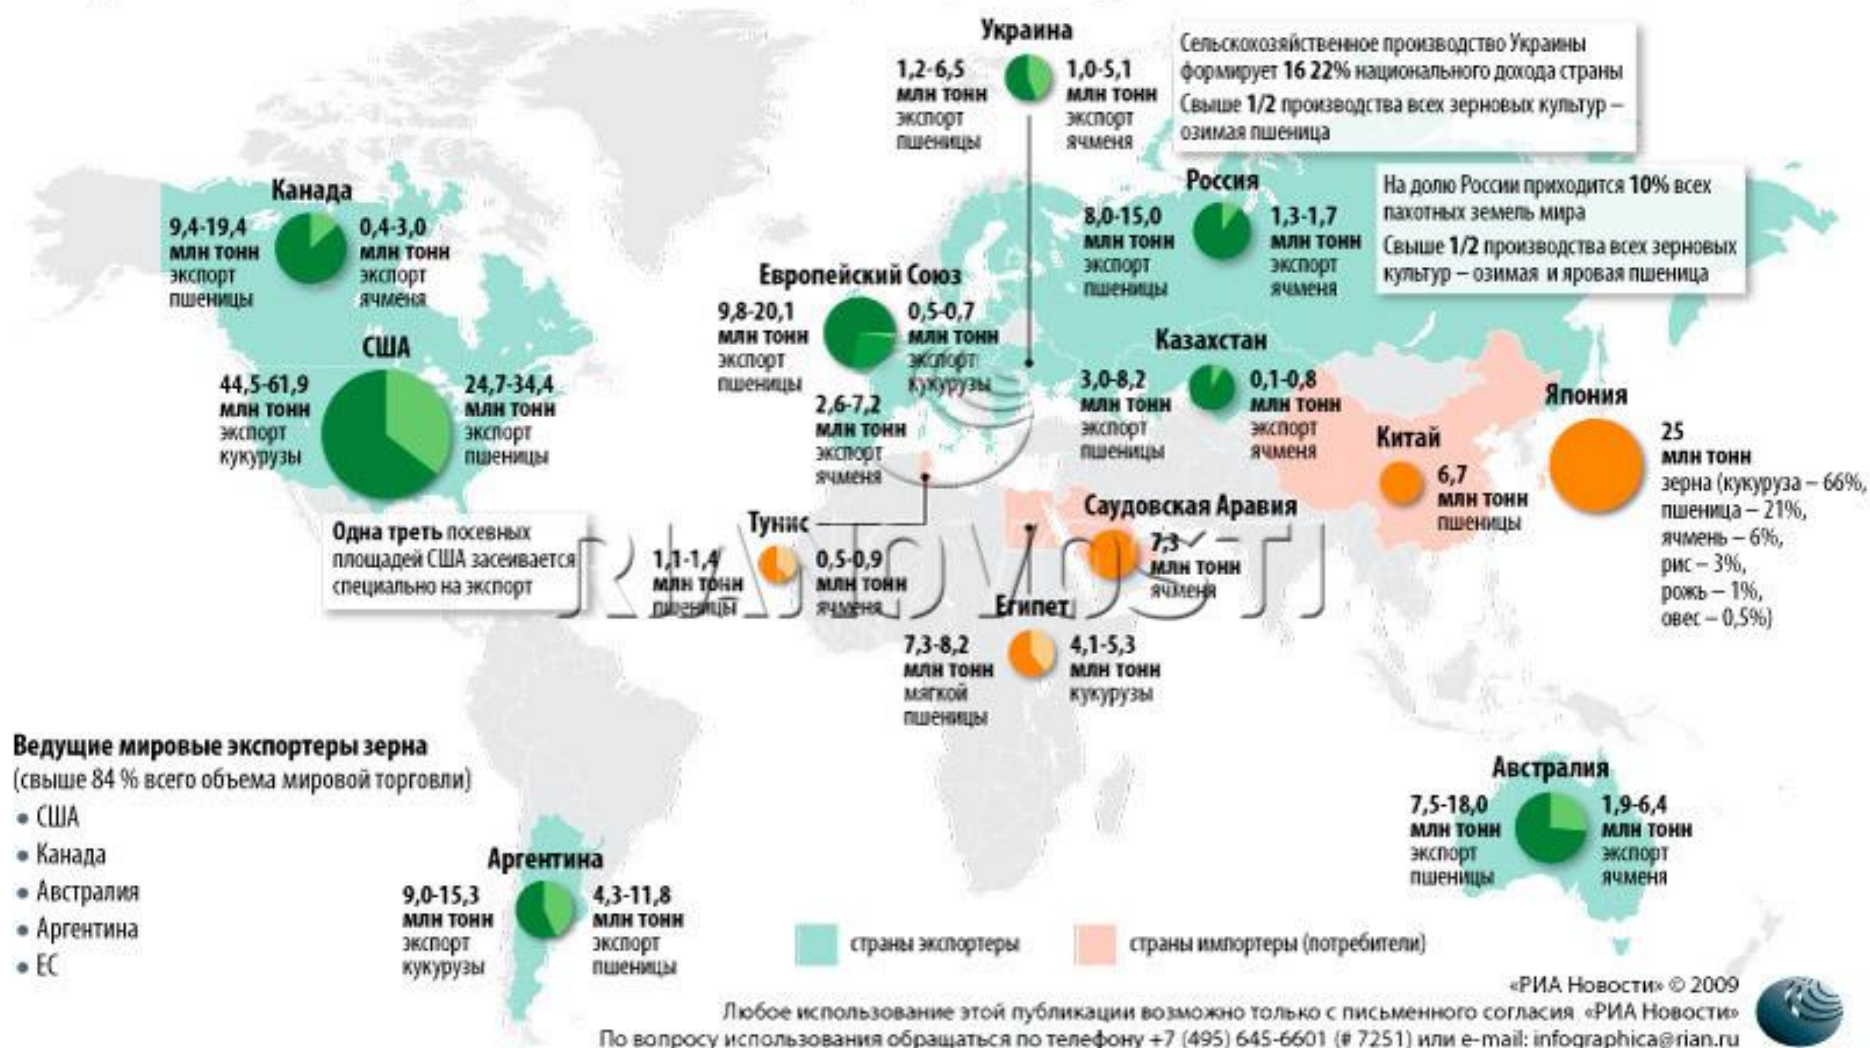 Украина
1,2-6,5
млн тонн
экспорт
пшеницы
1,0-5,1
млн тонн
экспорт
ячменя
Сельскохозяйственное производство Украины
формирует 16 22% национального дохода страны
Свыше 1/2 производства всех зерновых культур –
озимая пшеница
Канада
9,4-19,4
млн тонн
экспорт
пшеницы
0,4-3,0
млн тонн
экспорт
ячменя
Россия
8,0-15,0
млн тонн
экспорт
пшеницы
1,3-1,7
млн тонн
экспорт
ячменя
На долю России приходится 10% всех
пахотных земель мира
Свыше 1/2 производства всех зерновых
культур – озимая и яровая пшеница
Европейский Союз
9,8-20,1
млн тонн
экспорт
пшеницы
0,5-0,7
млн тонн
экспорт
кукурузы
2,6-7,2
млн тонн
экспорт
ячменя
США
44,5-61,9
млн тонн
экспорт
кукурузы
24,7-34,4
млн тонн
экспорт
пшеницы
Одна треть посевных
площадей США засеивается
специально на экспорт
Казахстан
3,0-8,2
млн тонн
экспорт
пшеницы
0,1-0,8
млн тонн
экспорт
ячменя
Китай
6,7
млн тонн
пшеницы
Япония
25
млн тонн
зерна (кукуруза – 66%,
пшеница – 21%,
ячмень – 6%,
рис – 3%,
рожь – 1%,
овес – 0,5%)
Тунис
1,1-1,4
млн тонн
пшеницы
0,5-0,9
млн тонн
ячменя
Саудовская Аравия
7,3
млн тонн
ячменя
RIANOVOSTI
Египет
7,3-8,2
млн тонн
мягкой
пшеницы
4,1-5,3
млн тонн
кукурузы
Ведущие мировые экспортеры зерна
(свыше 84 % всего объема мировой торговли)
• США
• Канада
• Австралия
• Аргентина
• ЕС
Аргентина
9,0-15,3
млн тонн
экспорт
кукурузы
4,3-11,8
млн тонн
экспорт
пшеницы
Австралия
7,5-18,0
млн тонн
экспорт
пшеницы
1,9-6,4
млн тонн
экспорт
ячменя
страны экспортеры
страны импортеры (потребители)
«РИА Новости» © 2009
Любое использование этой публикации возможно только с письменного согласия «РИА Новости»
По вопросу использования обращаться по телефону +7 (495) 645-6601 (# 7251) или e-mail: infographica@rian.ru